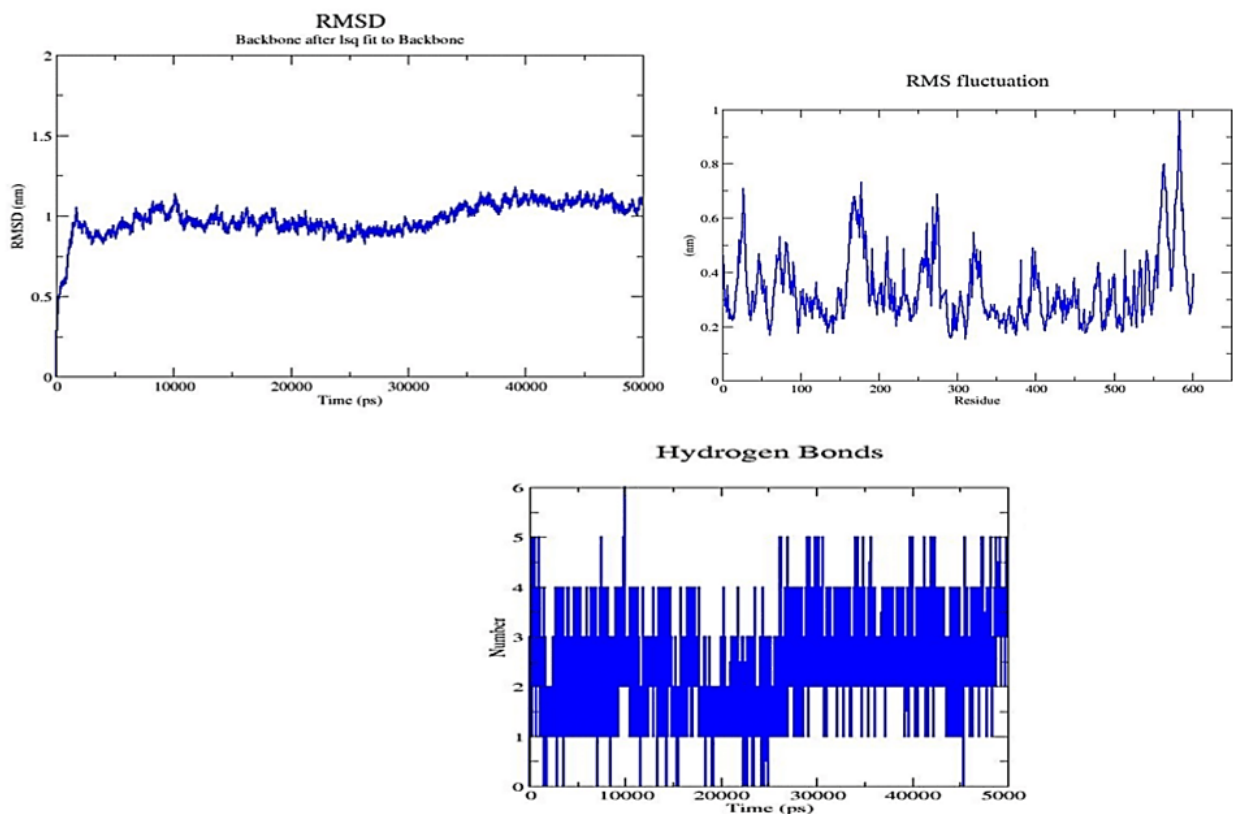 RMSD
Backbone after lsq fit to Backbone
2
1.5
1
0.5
0
RMSD (nm)
0 10000 20000 30000 40000 50000
Time (ps)
RMS fluctuation
1
0.8
0.6
0.4
0.2
0
(nm)
0 100 200 300 400 500 600
Residue
Hydrogen Bonds
6
5
4
3
2
1
0
Number
0 10000 20000 30000 40000 5000
Time (ps)